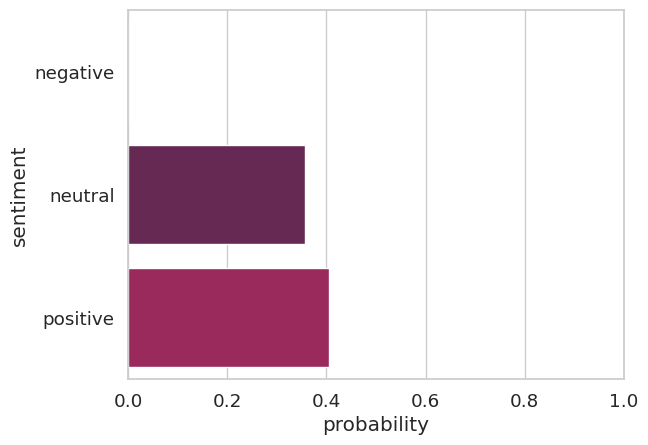 negative
neutral
positive
sentiment
0.0 0.2 0.4 0.6 0.8 1.0
probability